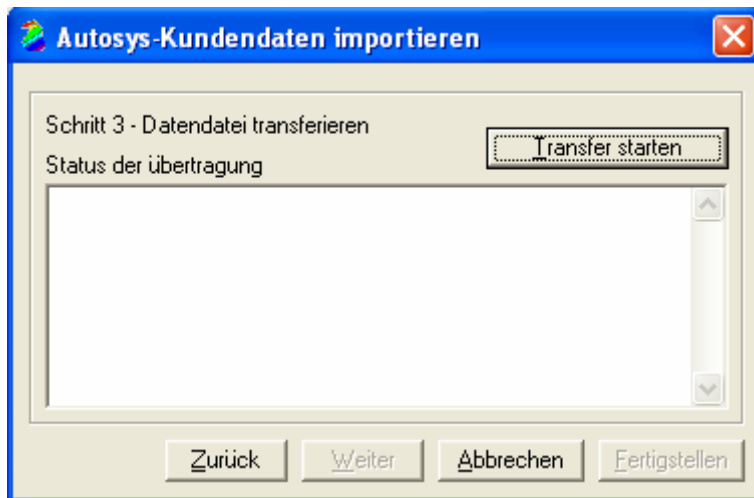 Autosys-Kundendaten importieren
Schritt 3 - Datendatei transferieren
Transfer starten
Status der übertragung
Zurück
Weiter
Abbrechen
Fertigstellen